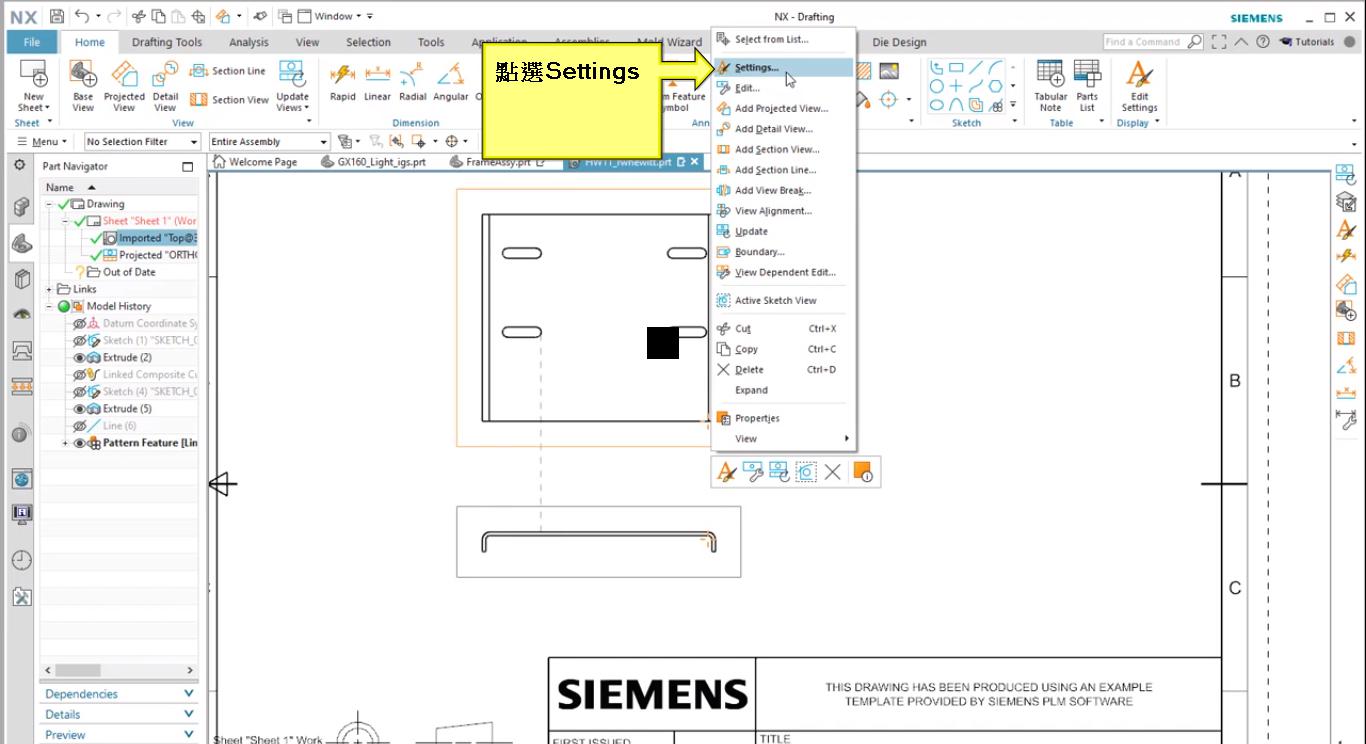 NX
Window
NX - Drafting
SIEMENS
File
Home
Drafting Tools
Analysis
View
Selection
Tools
Application
Assemblies
Mold Wizard
Die Design
Find a Command
Tutorials
New
Sheet
Base
View
Projected
View
Detail
View
Section Line
Section View
Update
Views
Rapid
Linear
Radial
Angular
Sheet
View
Dimension
Sketch
Tabular
Note
Parts
List
Table
Edit
Settings
Display
點選Settings
Menu
No Selection Filter
Entire Assembly
Welcome Page
GX160_Light_igs.prt
FrameAssy.prt
HW11_rwhewitt.prt
Part Navigator
Name
Drawing
Sheet "Sheet 1" (Wor
Imported "Top@3
Projected "ORTHO
Out of Date
Links
Model History
Datum Coordinate Sy
Sketch (1) "SKETCH_0
Extrude (2)
Linked Composite Cu
Sketch (4) "SKETCH_0
Extrude (5)
Line (6)
Pattern Feature [Lin
Dependencies
Details
Preview
Select from List...
Settings...
Edit...
Add Projected View...
Add Detail View...
Add Section View...
Add Section Line...
Add View Break...
View Alignment...
Update
Boundary...
View Dependent Edit...
Active Sketch View
Cut Ctrl+X
Copy Ctrl+C
Delete Ctrl+D
Expand
Properties
View
A
B
C
SIEMENS
THIS DRAWING HAS BEEN PRODUCED USING AN EXAMPLE
TEMPLATE PROVIDED BY SIEMENS PLM SOFTWARE
FIRST ISSUED
TITLE
Sheet "Sheet 1" Work